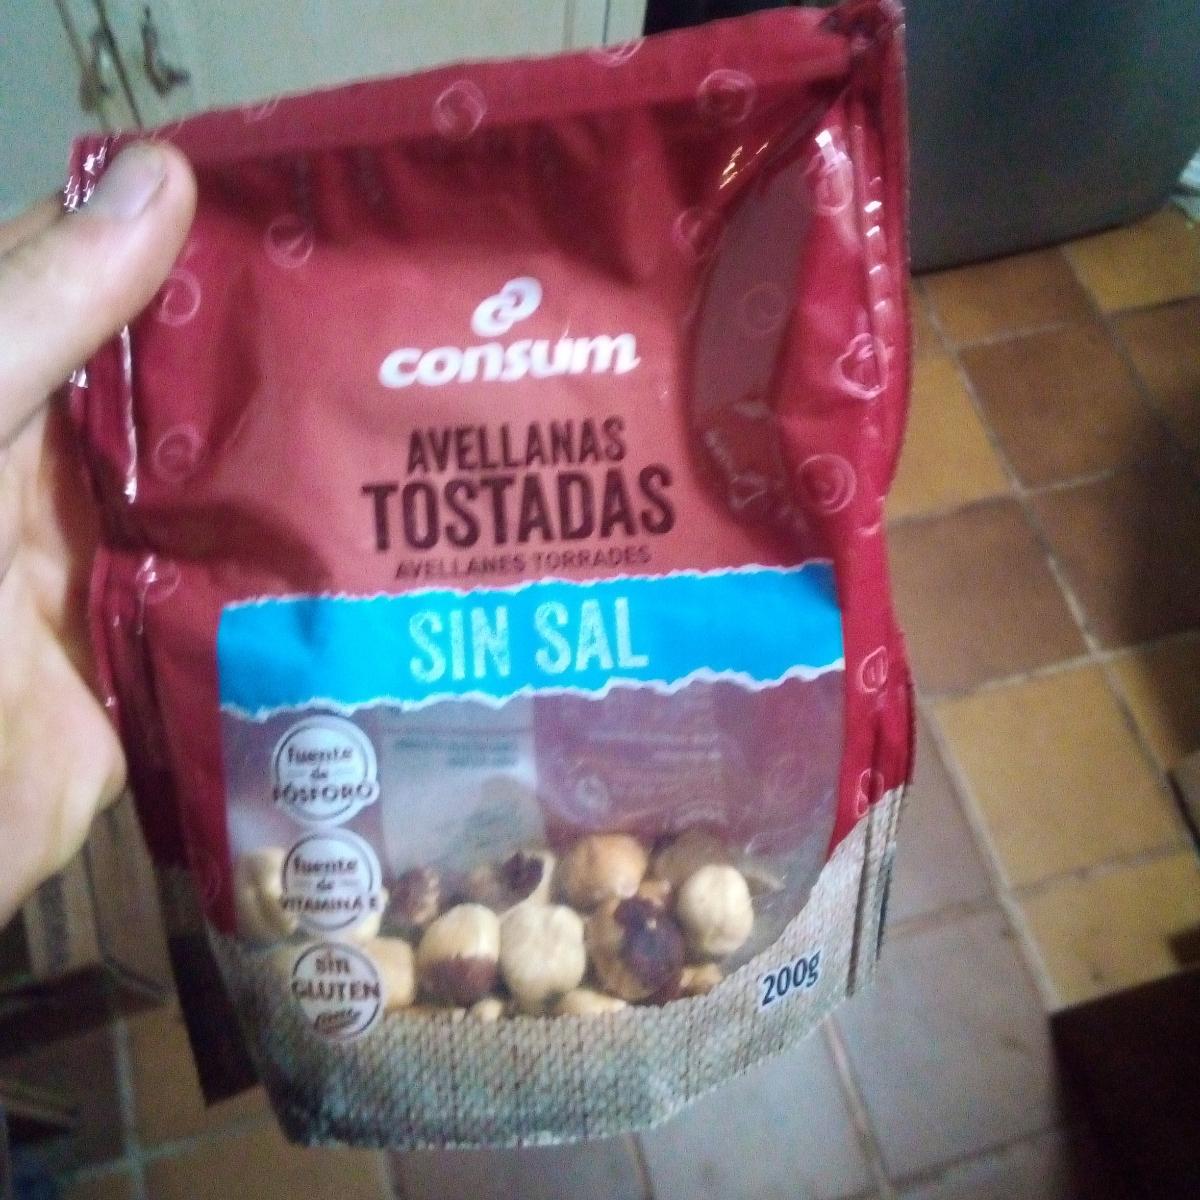 consum
AVELLANAS
TOSTADAS
AVELLANES TORRADES
SIN SAL
fuente
de
FÓSFORO
fuente
de
VITAMINA E
sin
GLUTEN
200g